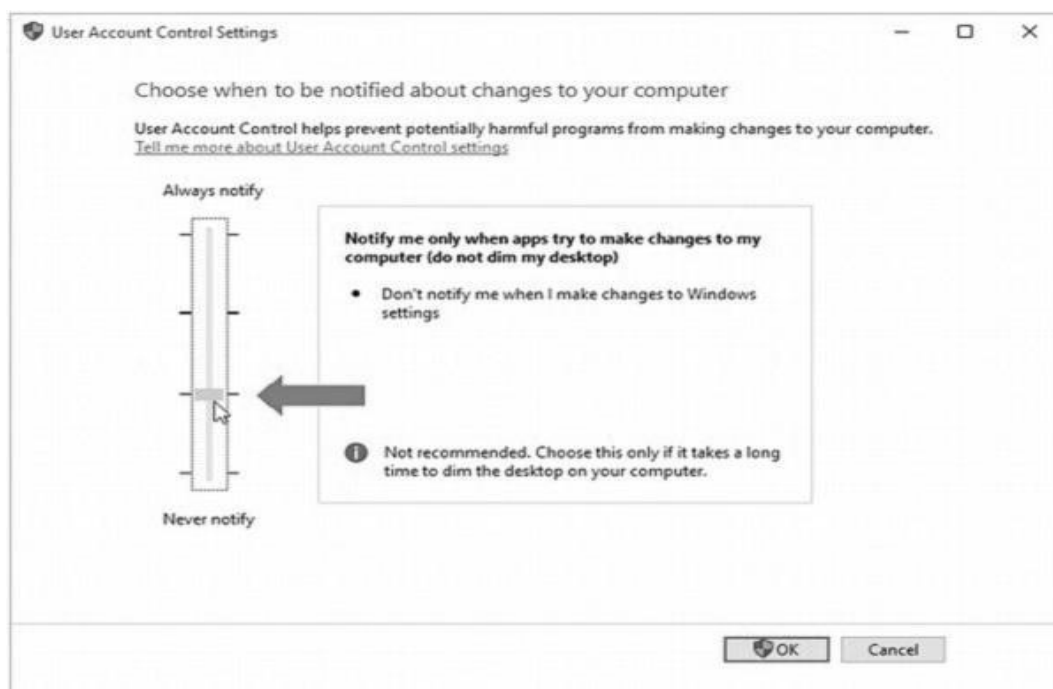 User Account Control Settings
Choose when to be notified about changes to your computer
User Account Control helps prevent potentially harmful programs from making changes to your computer.
Tell me more about User Account Control settings
Always notify
Notify me only when apps try to make changes to my
computer (do not dim my desktop)
• Don't notify me when I make changes to Windows
settings
Not recommended. Choose this only if it takes a long
time to dim the desktop on your computer.
Never notify
OK
Cancel